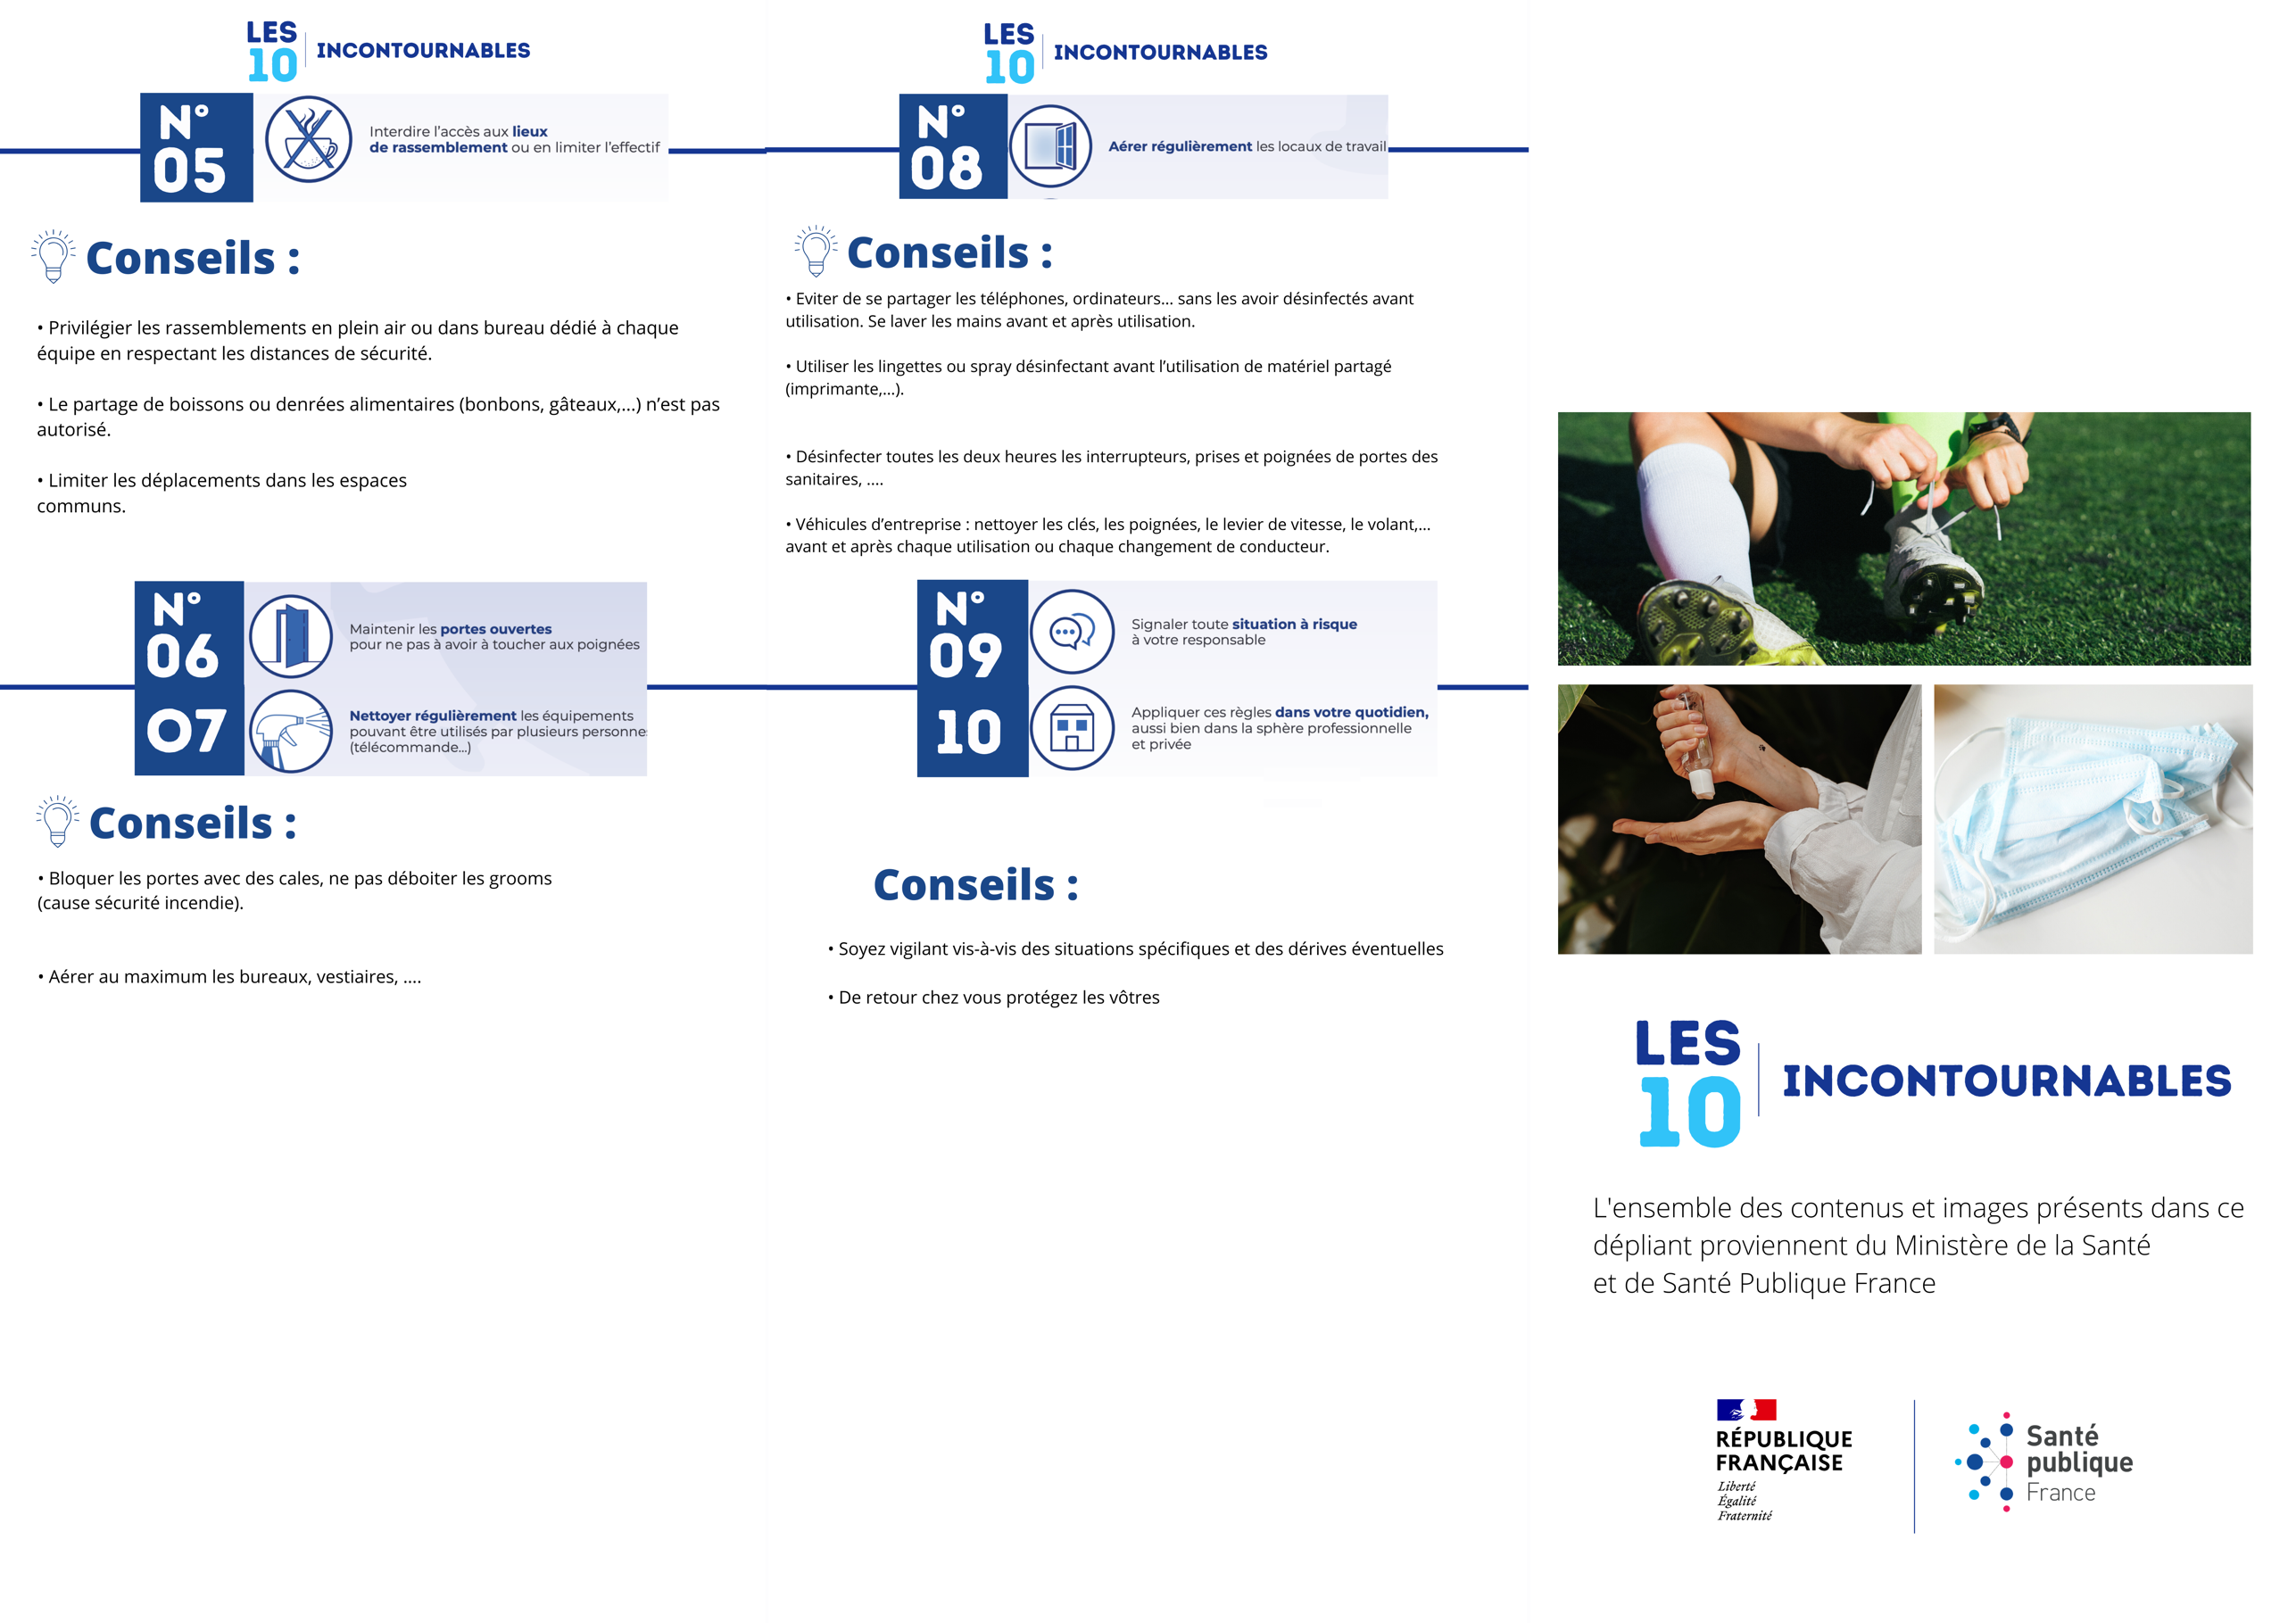 LES
10
INCONTOURNABLES
N°
05
Interdire l'accès aux lieux
de rassemblement ou en limiter l'effectif
Conseils :
• Privilégier les rassemblements en plein air ou dans bureau dédié à chaque
équipe en respectant les distances de sécurité.
• Le partage de boissons ou denrées alimentaires (bonbons, gâteaux,...) n'est pas
autorisé.
• Limiter les déplacements dans les espaces
communs.
N°
06
Maintenir les portes ouvertes
pour ne pas à avoir à toucher aux poignées
07
Nettoyer régulièrement les équipements
pouvant être utilisés par plusieurs personne
(télécommande...)
Conseils :
• Bloquer les portes avec des cales, ne pas déboiter les grooms
(cause sécurité incendie).
• Aérer au maximum les bureaux, vestiaires, ....
LES
10
INCONTOURNABLES
N°
08
Aérer régulièrement les locaux de travail
Conseils :
• Eviter de se partager les téléphones, ordinateurs... sans les avoir désinfectés avant
utilisation. Se laver les mains avant et après utilisation.
• Utiliser les lingettes ou spray désinfectant avant l'utilisation de matériel partagé
(imprimante,...).
• Désinfecter toutes les deux heures les interrupteurs, prises et poignées de portes des
sanitaires, ....
• Véhicules d'entreprise : nettoyer les clés, les poignées, le levier de vitesse, le volant,...
avant et après chaque utilisation ou chaque changement de conducteur.
N°
09
Signaler toute situation à risque
à votre responsable
10
Appliquer ces règles dans votre quotidien,
aussi bien dans la sphère professionnelle
et privée
Conseils :
• Soyez vigilant vis-à-vis des situations spécifiques et des dérives éventuelles
• De retour chez vous protégez les vôtres
LES
10
INCONTOURNABLES
L'ensemble des contenus et images présents dans ce
dépliant proviennent du Ministère de la Santé
et de Santé Publique France
RÉPUBLIQUE
FRANÇAISE
Liberté
Égalité
Fraternité
Santé
publique
France